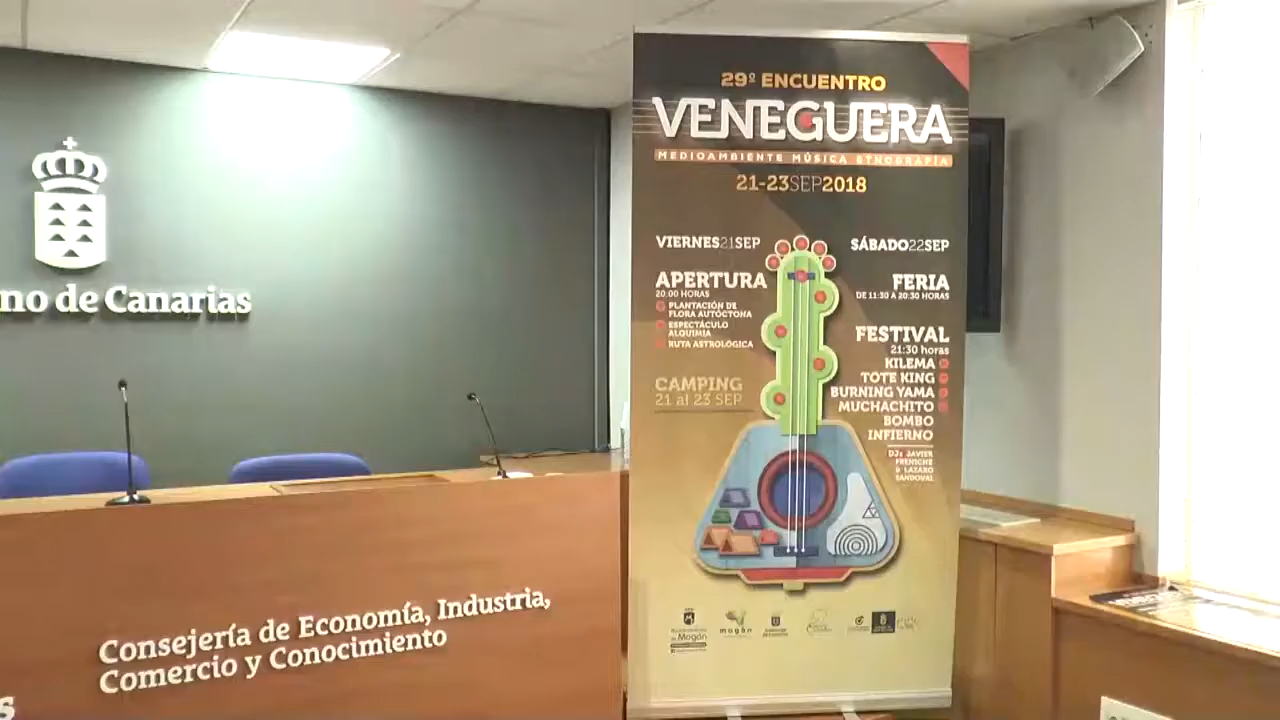 no de Canarias
Consejería de Economía, Industria,
Comercio y Conocimiento
s
29º ENCUENTRO
VENEGUERA
MEDIOAMBIENTE MÚSICA ETNOGRAFÍA
21-23SEP2018
VIERNES21SEP
APERTURA
20:00 HORAS
PLANTACIÓN DE
FLORA AUTÓCTONA
ESPECTÁCULO
ALQUIMIA
RUTA ASTROLÓGICA
CAMPING
21 al 23 SEP
SÁBADO22SEP
FERIA
DE 11:30 A 20:30 HORAS
FESTIVAL
21:30 horas
KILEMA
TOTE KING
BURNING YAMA
MUCHACHITO
BOMBO
INFIERNO
DJs JAVIER
FRENICHE
& LÁZARO
SANDOVAL
de Mogán
mogán